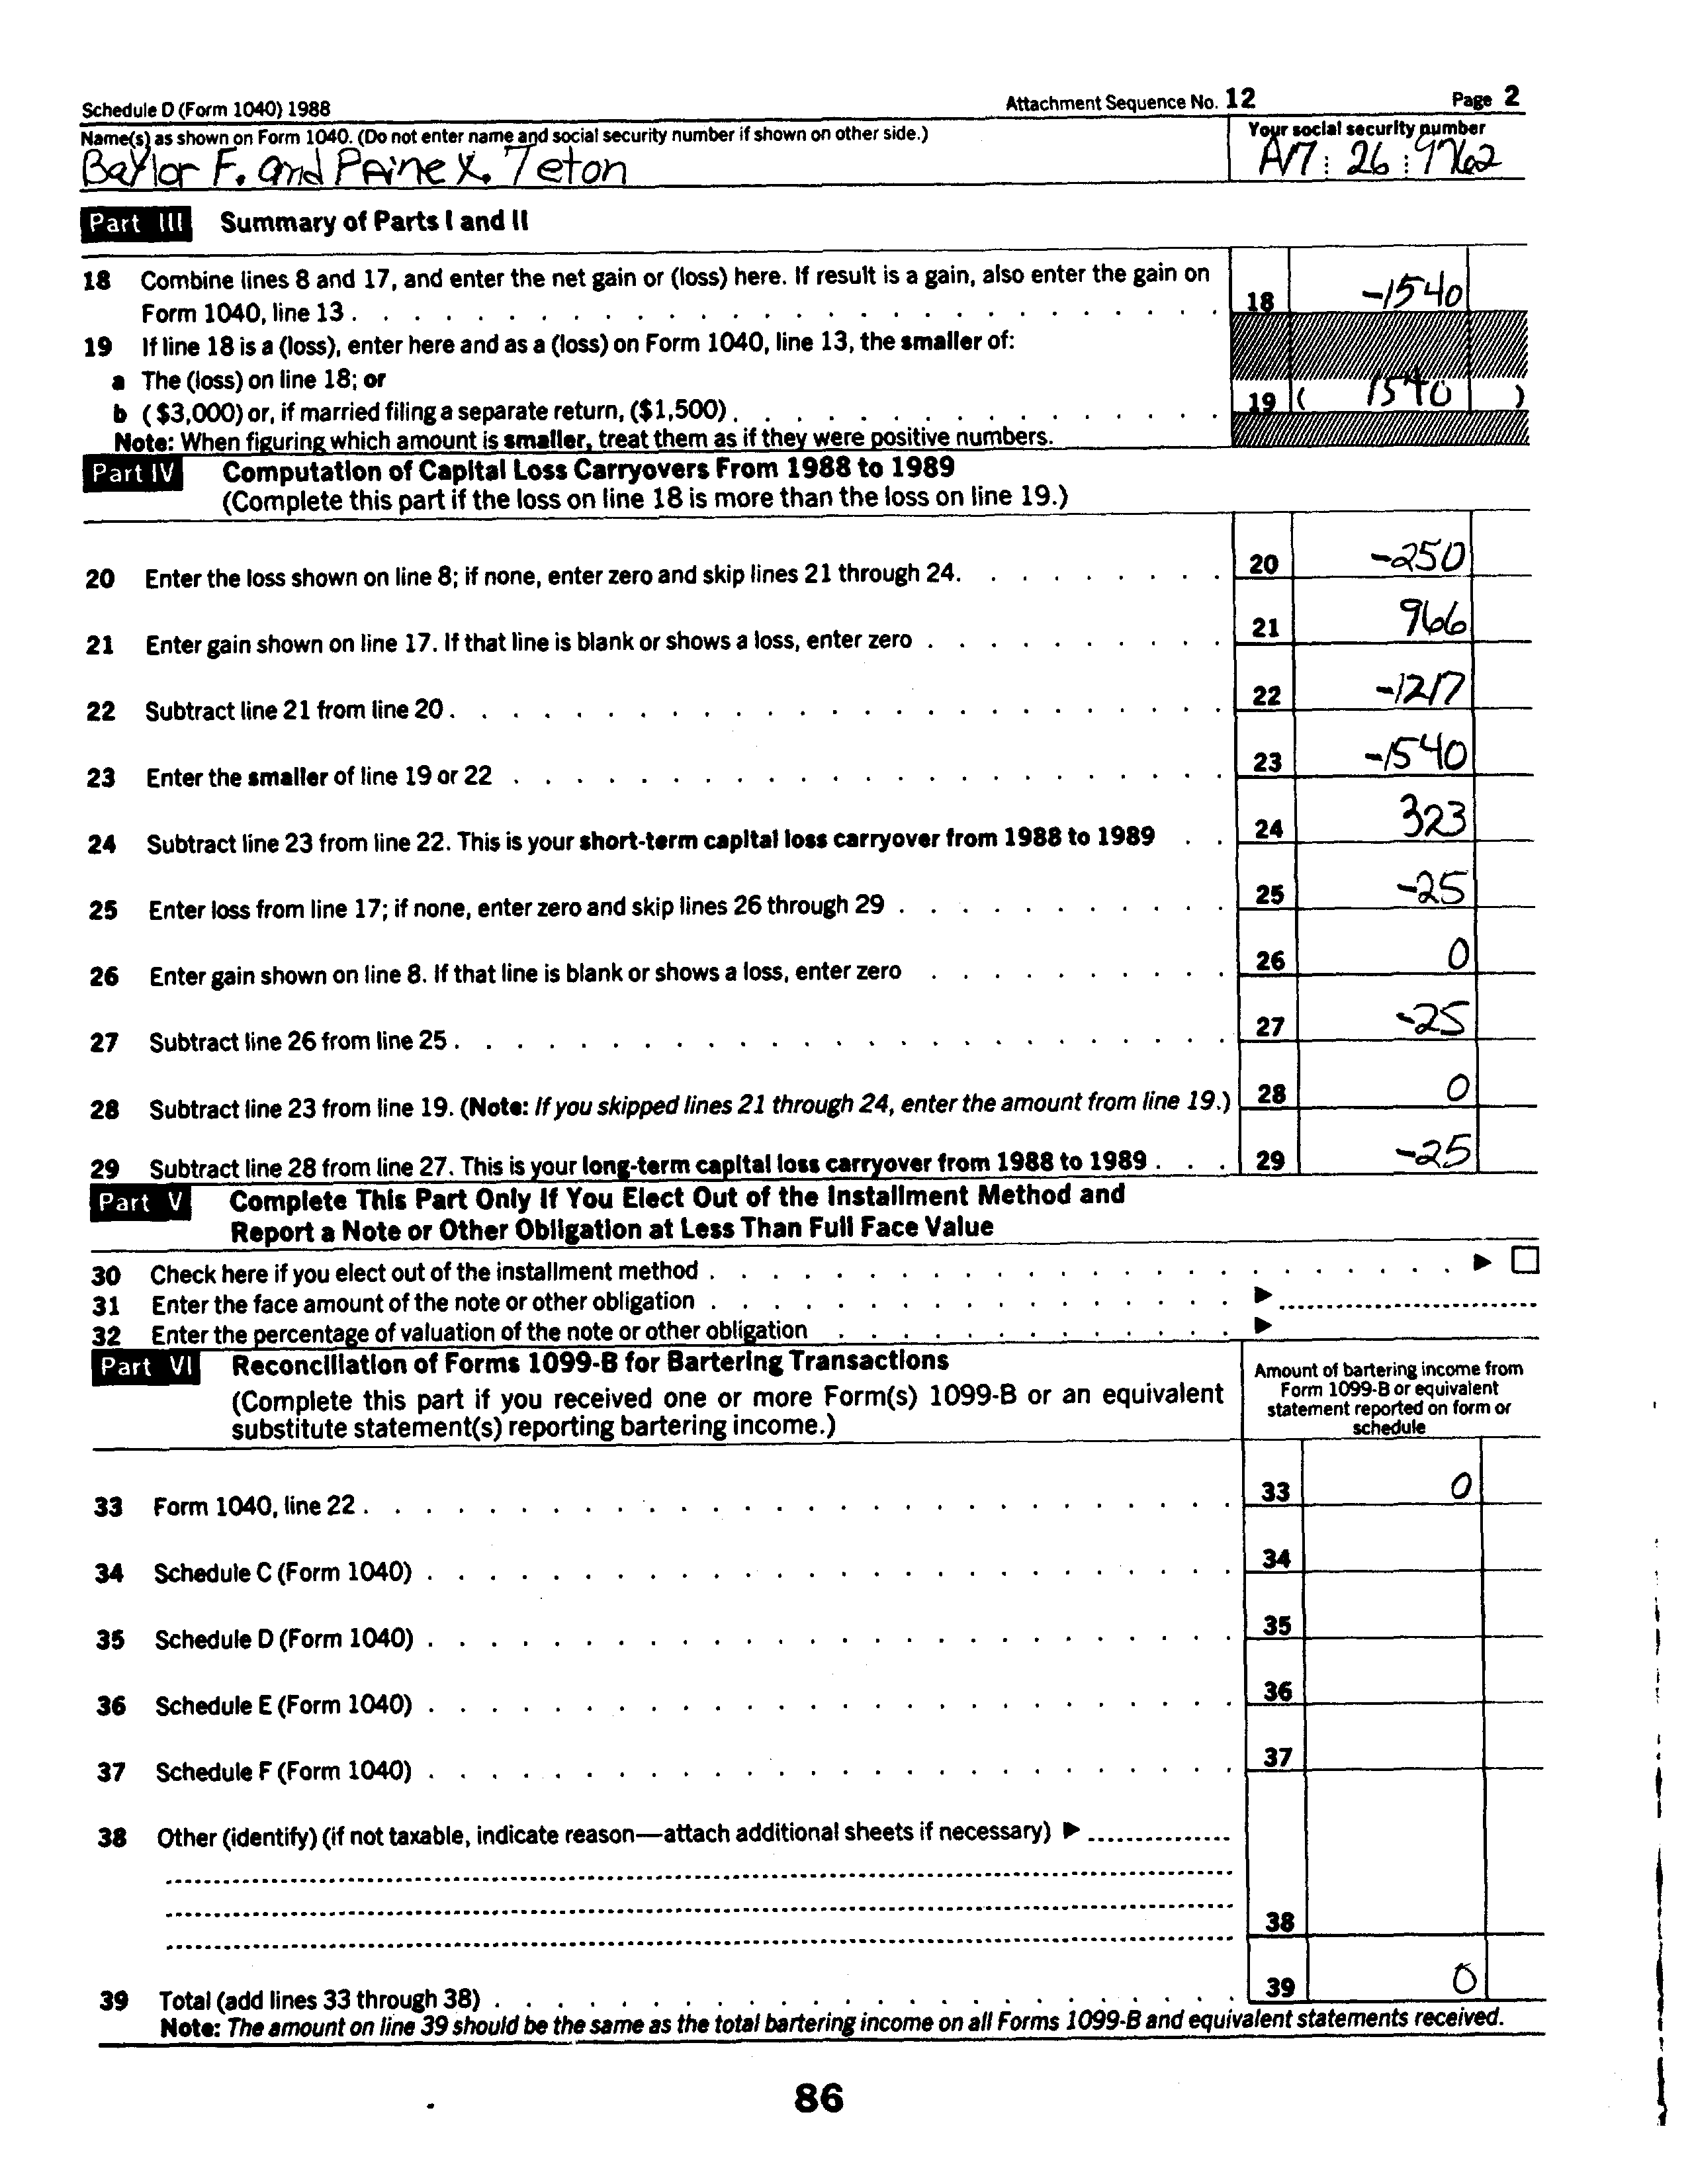 Schedule D (Form 1040) 1988 Attachment Sequence No. 12 Page 2
Name(s) as shown on Form 1040. (Do not enter name and social security number if shown on other side.) Your social security number
Baylor F. and Paine X. Teton 26 : 9762
Part III Summary of Parts I and II
18 Combine lines 8 and 17, and enter the net gain or (loss) here. If result is a gain, also enter the gain on
Form 1040, line 13 . . . 18 -1540
19 If line 18 is a (loss), enter here and as a (loss) on Form 1040, line 13, the smaller of:
a The (loss) on line 18; or
b ($3,000) or, if married filing a separate return, ($1,500) . . . 19 ( 1540 )
Note: When figuring which amount is smaller, treat them as if they were positive numbers.
Part IV Computation of Capital Loss Carryovers From 1988 to 1989
(Complete this part if the loss on line 18 is more than the loss on line 19.)
20 Enter the loss shown on line 8; if none, enter zero and skip lines 21 through 24. . . . 20 -250
21 Enter gain shown on line 17. If that line is blank or shows a loss, enter zero . . . 21 966
22 Subtract line 21 from line 20 . . . 22 -1217
23 Enter the smaller of line 19 or 22 . . . 23 -1540
24 Subtract line 23 from line 22. This is your short-term capital loss carryover from 1988 to 1989 . . 24 323
25 Enter loss from line 17; if none, enter zero and skip lines 26 through 29 . . . 25 -25
26 Enter gain shown on line 8. If that line is blank or shows a loss, enter zero . . . 26 0
27 Subtract line 26 from line 25 . . . 27 -25
28 Subtract line 23 from line 19. (Note: If you skipped lines 21 through 24, enter the amount from line 19.) 28 0
29 Subtract line 28 from line 27. This is your long-term capital loss carryover from 1988 to 1989 . . . 29 -25
Part V Complete This Part Only If You Elect Out of the Installment Method and
Report a Note or Other Obligation at Less Than Full Face Value
30 Check here if you elect out of the installment method . . . ▶ ☐
31 Enter the face amount of the note or other obligation . . . ▶
32 Enter the percentage of valuation of the note or other obligation . . . ▶
Part VI Reconciliation of Forms 1099-B for Bartering Transactions
(Complete this part if you received one or more Form(s) 1099-B or an equivalent
substitute statement(s) reporting bartering income.)
Amount of bartering income from
Form 1099-B or equivalent
statement reported on form or
schedule
33 Form 1040, line 22 . . . 33 0
34 Schedule C (Form 1040) . . . 34
35 Schedule D (Form 1040) . . . 35
36 Schedule E (Form 1040) . . . 36
37 Schedule F (Form 1040) . . . 37
38 Other (identify) (if not taxable, indicate reason—attach additional sheets if necessary) ▶
38
39 Total (add lines 33 through 38) . . . 39 0
Note: The amount on line 39 should be the same as the total bartering income on all Forms 1099-B and equivalent statements received.
86